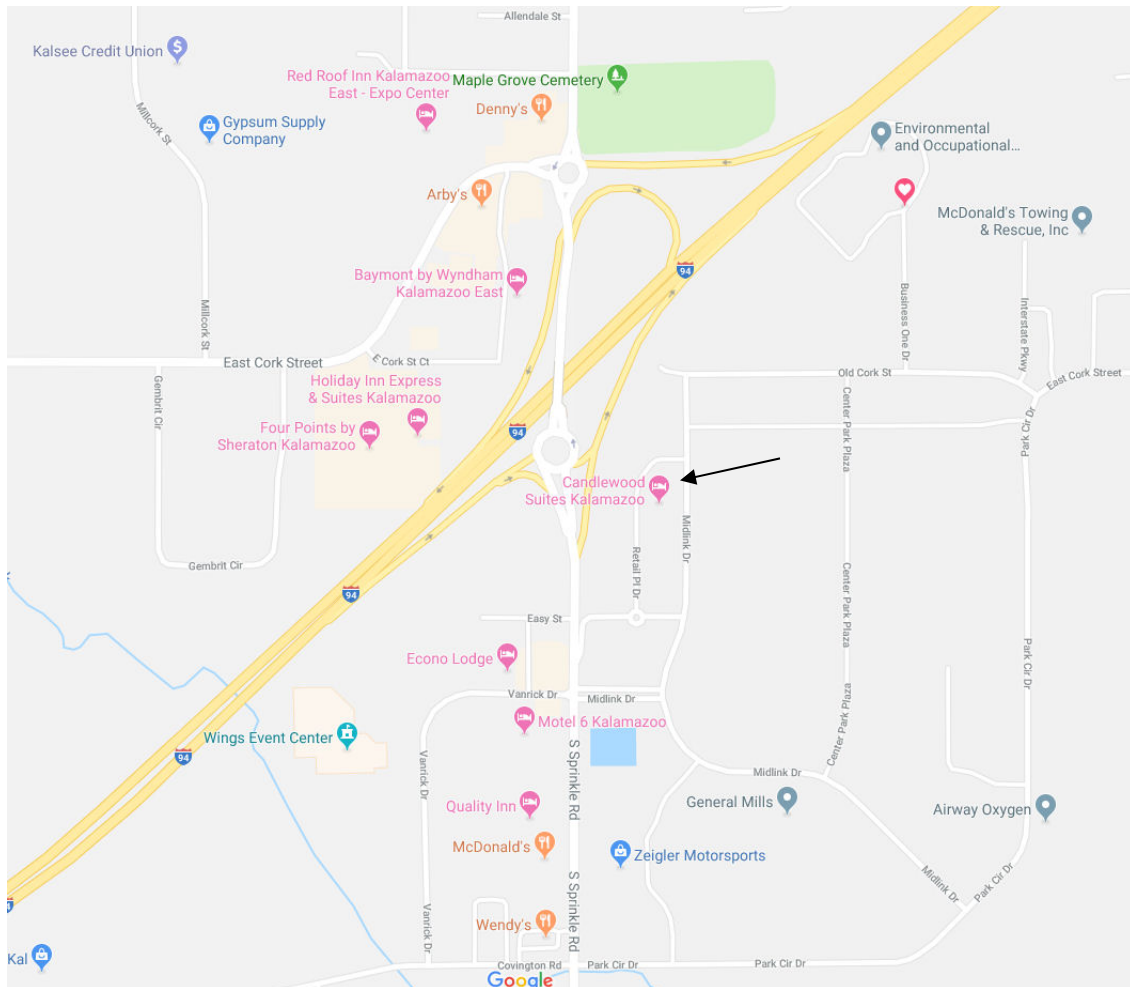 Allendale St
Kalsee Credit Union
$
Red Roof Inn Kalamazoo
East - Expo Center
Maple Grove Cemetery
Denny's
Millcork St
Gypsum Supply
Company
Environmental
and Occupational...
Arby's
McDonald's Towing
& Rescue, Inc
Baymont by Wyndham
Kalamazoo East
94
Millcork St
Business One Dr
Interstate Pkwy
East Cork Street
E Cork St Ct
Old Cork St
East Cork Street
Gembrit Cir
Holiday Inn Express
& Suites Kalamazoo
Center Park Plaza
Park Cir Dr
Four Points by
Sheraton Kalamazoo
94
Candlewood
Suites Kalamazoo
Midlink Dr
Gembrit Cir
Retail Pl Dr
Center Park Plaza
94
Easy St
Econo Lodge
Park Cir Dr
Vanrick Dr
Midlink Dr
Center Park Plaza
Motel 6 Kalamazoo
Wings Event Center
94
S Sprinkle Rd
Vanrick Dr
Midlink Dr
Quality Inn
General Mills
Airway Oxygen
McDonald's
Zeigler Motorsports
Midlink Dr
Park Cir Dr
S Sprinkle Rd
Vanrick Dr
Wendy's
Kal
Covington Rd
Park Cir Dr
Park Cir Dr
Google